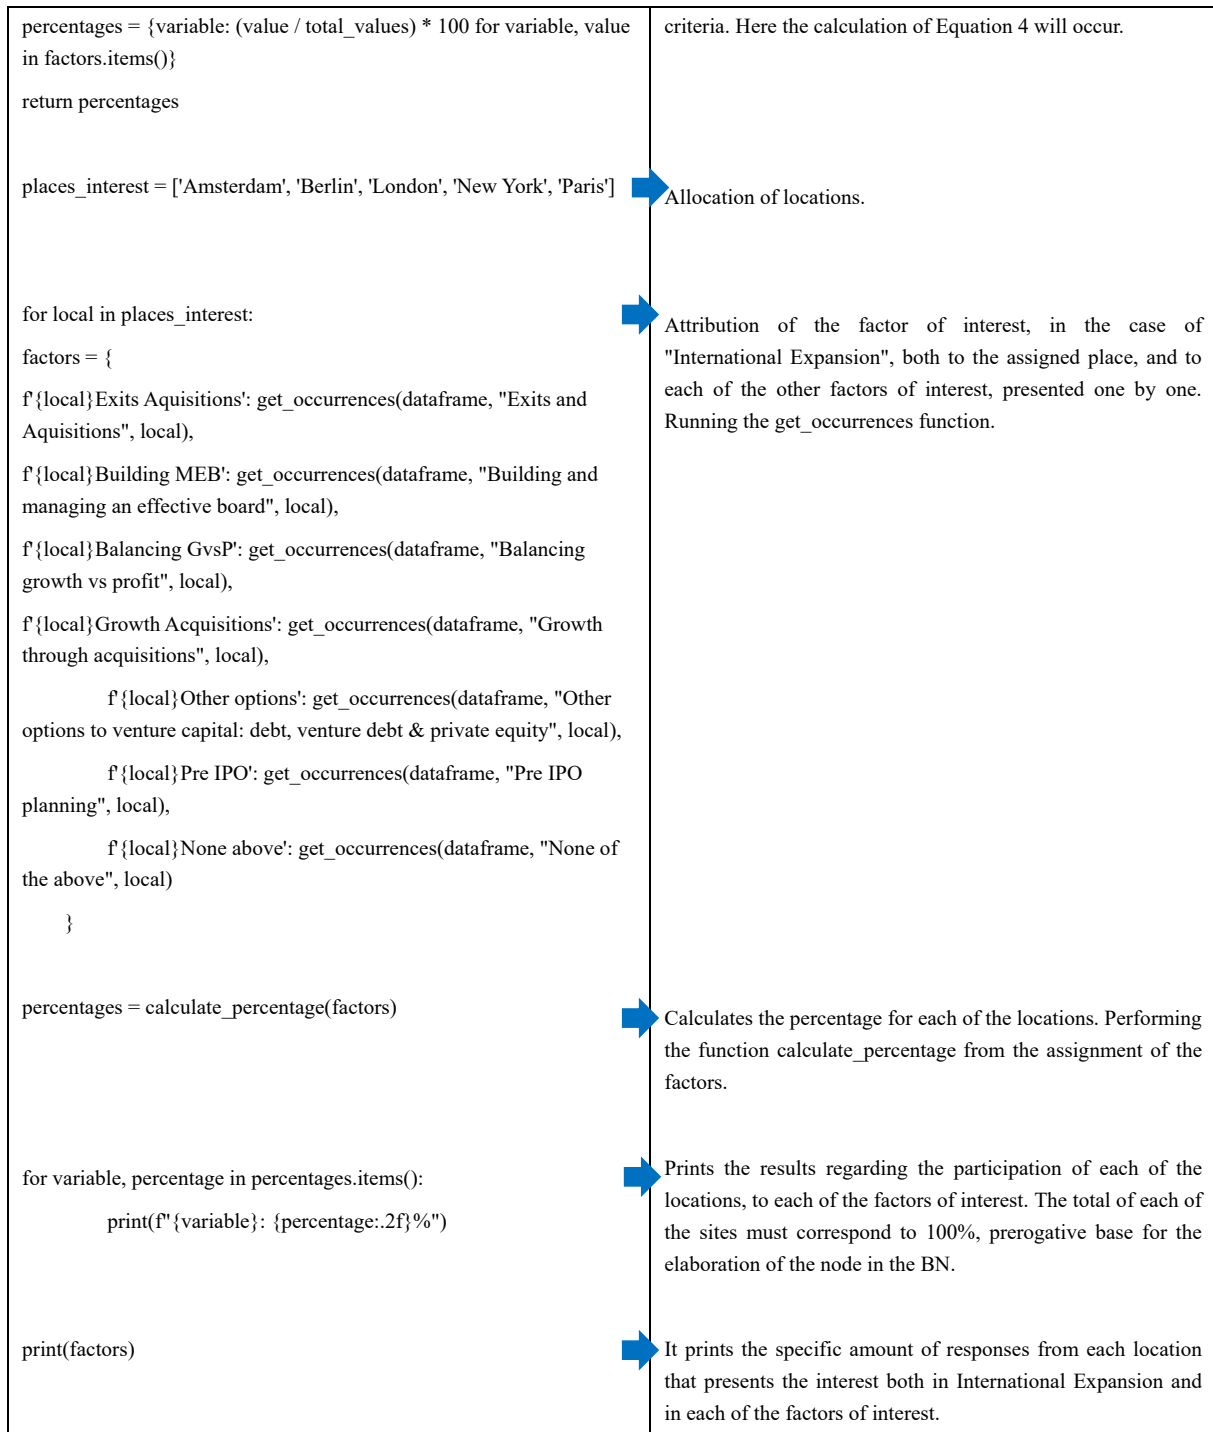 percentages = {variable: (value / total_values) * 100 for variable, value
in factors.items()}
return percentages
places_interest = ['Amsterdam', 'Berlin', 'London', 'New York', 'Paris']
for local in places_interest:
factors = {
f'{local}Exits Aquisitions': get_occurrences(dataframe, "Exits and
Aquisitions", local),
f'{local}Building MEB': get_occurrences(dataframe, "Building and
managing an effective board", local),
f'{local}Balancing GvsP': get_occurrences(dataframe, "Balancing
growth vs profit", local),
f'{local}Growth Acquisitions': get_occurrences(dataframe, "Growth
through acquisitions", local),
f'{local}Other options': get_occurrences(dataframe, "Other
options to venture capital: debt, venture debt & private equity", local),
f'{local}Pre IPO': get_occurrences(dataframe, "Pre IPO
planning", local),
f'{local}None above': get_occurrences(dataframe, "None of
the above", local)
}
percentages = calculate_percentage(factors)
for variable, percentage in percentages.items():
print(f"{variable}: {percentage:.2f}%")
print(factors)
criteria. Here the calculation of Equation 4 will occur.
Allocation of locations.
Attribution of the factor of interest, in the case of
"International Expansion", both to the assigned place, and to
each of the other factors of interest, presented one by one.
Running the get_occurrences function.
Calculates the percentage for each of the locations. Performing
the function calculate_percentage from the assignment of the
factors.
Prints the results regarding the participation of each of the
locations, to each of the factors of interest. The total of each of
the sites must correspond to 100%, prerogative base for the
elaboration of the node in the BN.
It prints the specific amount of responses from each location
that presents the interest both in International Expansion and
in each of the factors of interest.